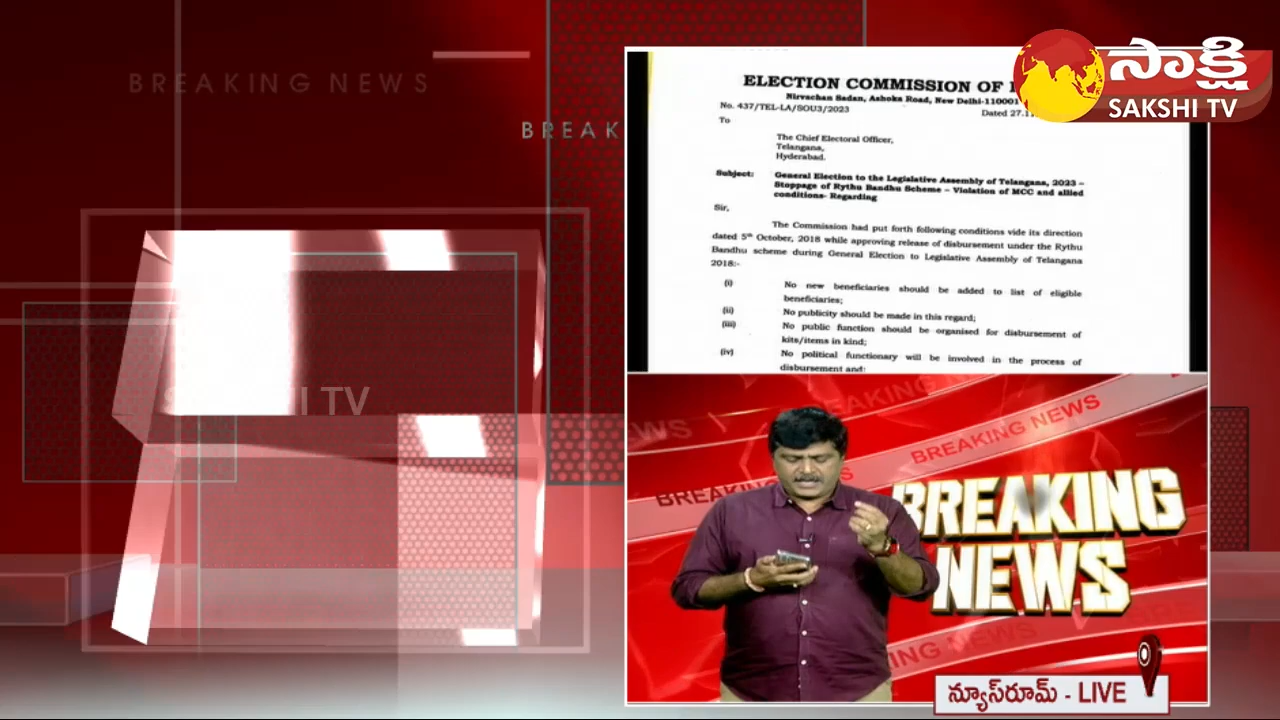 BREAKING NEWS
BREAK
సాక్షి
SAKSHI TV
ELECTION COMMISSION OF
Nirvachan Sadan, Ashoka Road, New Delhi-110001
No. 437/TEL-LA/SOU3/2023
Dated 27.
To
The Chief Electoral Officer,
Telangana,
Hyderabad.
Subject: General Election to the Legislative Assembly of Telangana, 2023 –
Stoppage of Rythu Bandhu Scheme – Violation of MCC and allied
conditions- Regarding
Sir,
The Commission had put forth following conditions vide its direction
dated 5th October, 2018 while approving release of disbursement under the Rythu
Bandhu scheme during General Election to Legislative Assembly of Telangana
2018:-
(i) No new beneficiaries should be added to list of eligible
beneficiaries;
(ii) No publicity should be made in this regard;
(iii) No public function should be organised for disbursement of
kits/items in kind;
(iv) No political functionary will be involved in the process of
disbursement and;
TV
BREAKING NEWS
NEWS
BREAKING NEWS
BREAKING
NEWS
న్యూస్‌రూమ్ - LIVE